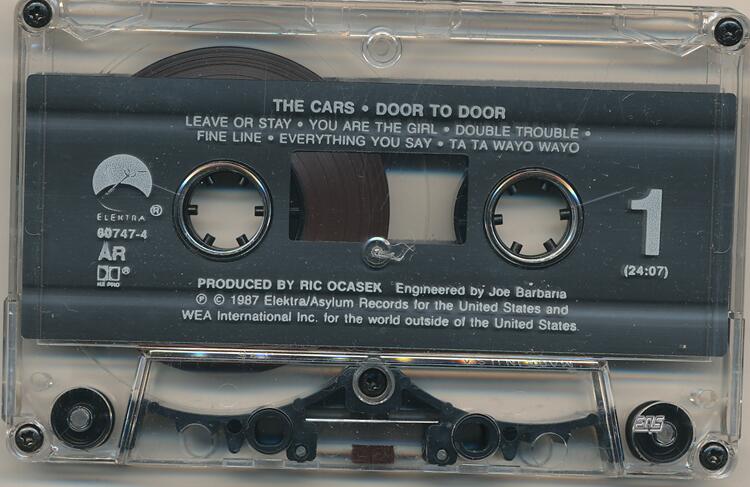 THE CARS • DOOR TO DOOR
LEAVE OR STAY • YOU ARE THE GIRL • DOUBLE TROUBLE •
FINE LINE • EVERYTHING YOU SAY • TA TA WAYO WAYO
ELEKTRA ®
60747-4
AR
1
(24:07)
PRODUCED BY RIC OCASEK Engineered by Joe Barbaria
℗ © 1987 Elektra/Asylum Records for the United States and
WEA International Inc. for the world outside of the United States.